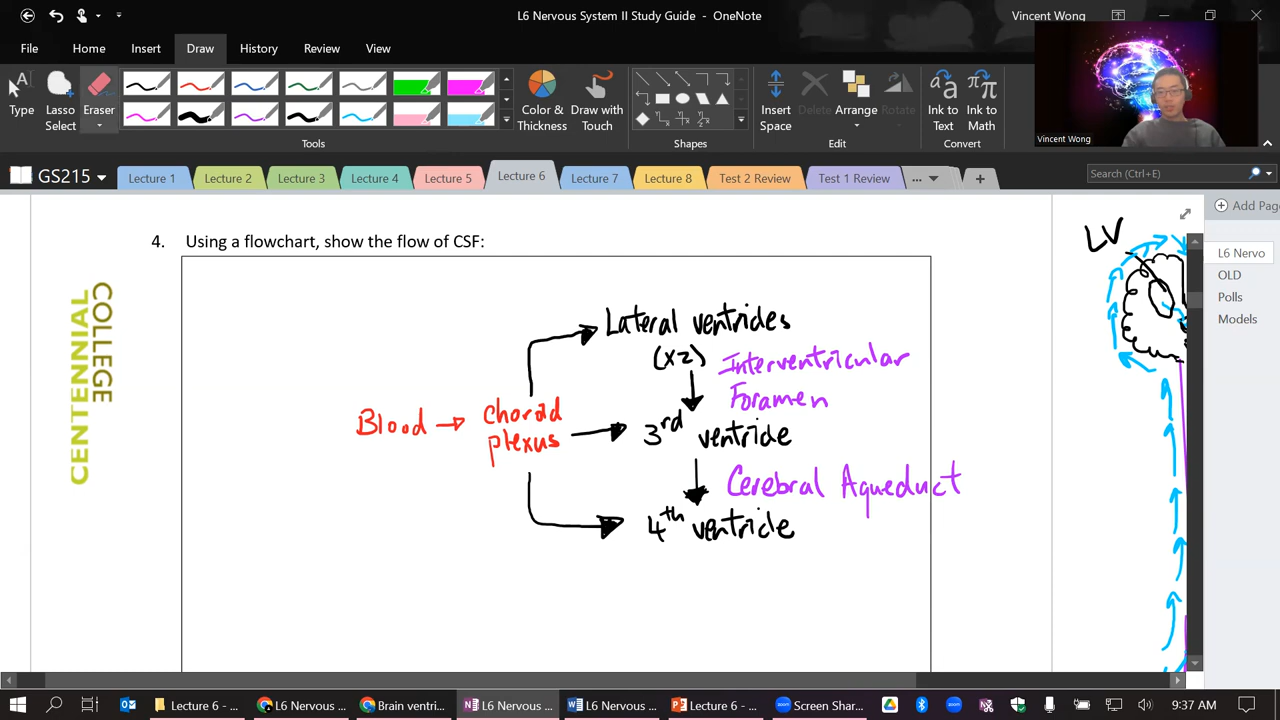 L6 Nervous System II Study Guide - OneNote
Vincent Wong
File Home Insert Draw History Review View
Type
Lasso Select
Eraser
Color & Thickness
Draw with Touch
Insert Space
Delete
Arrange
Rotate
Ink to Text
Ink to Math
Tools
Shapes
Edit
Convert
Vincent Wong
GS215
Lecture 1 Lecture 2 Lecture 3 Lecture 4 Lecture 5 Lecture 6 Lecture 7 Lecture 8 Test 2 Review Test 1 Review ...
Search (Ctrl+E)
Add Pag
L6 Nervo
OLD
Polls
Models
4. Using a flowchart, show the flow of CSF:
CENTENNIAL
COLLEGE
Lateral ventricles
(x2)
Interventricular
Foramen
Blood → Choroid
plexus
3rd ventricle
Cerebral Aqueduct
4th ventricle
LV
Lecture 6 - ...
L6 Nervous ...
Brain ventri...
L6 Nervous ...
L6 Nervous ...
Lecture 6 - ...
Screen Shar...
9:37 AM